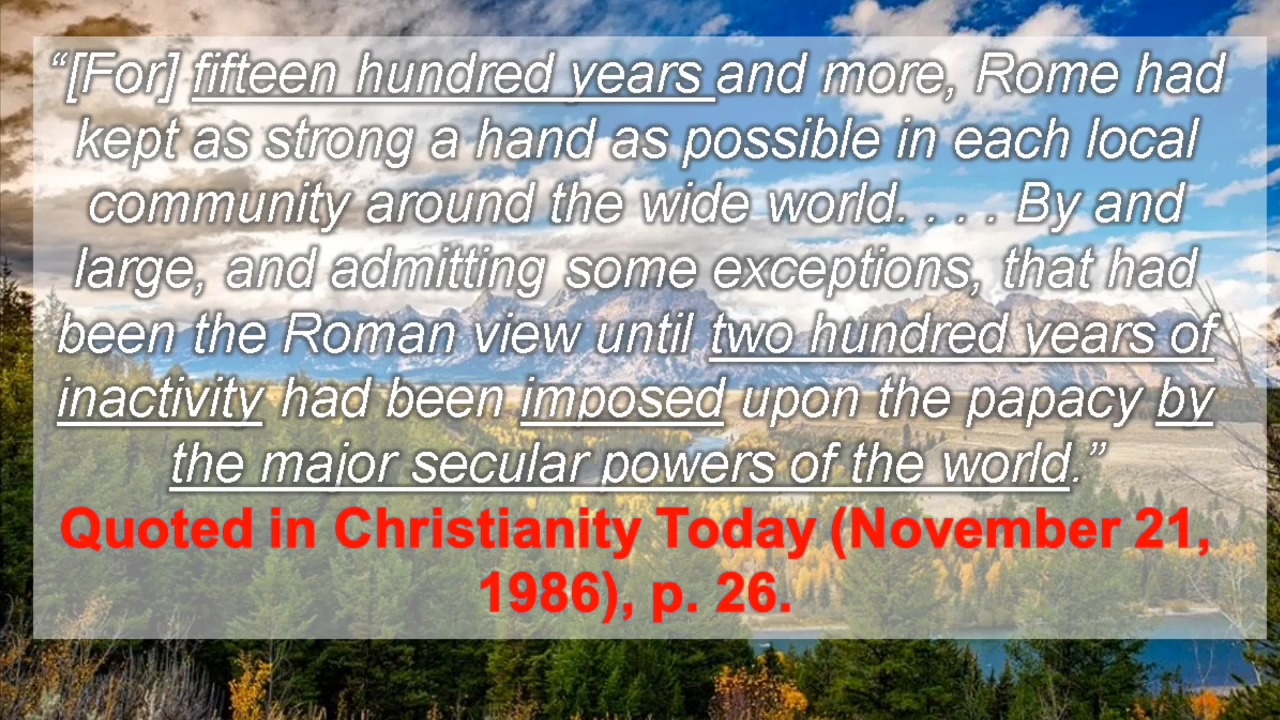 “[For] fifteen hundred years and more, Rome had
kept as strong a hand as possible in each local
community around the wide world. . . . By and
large, and admitting some exceptions, that had
been the Roman view until two hundred years of
inactivity had been imposed upon the papacy by
the major secular powers of the world.”
Quoted in Christianity Today (November 21,
1986), p. 26.